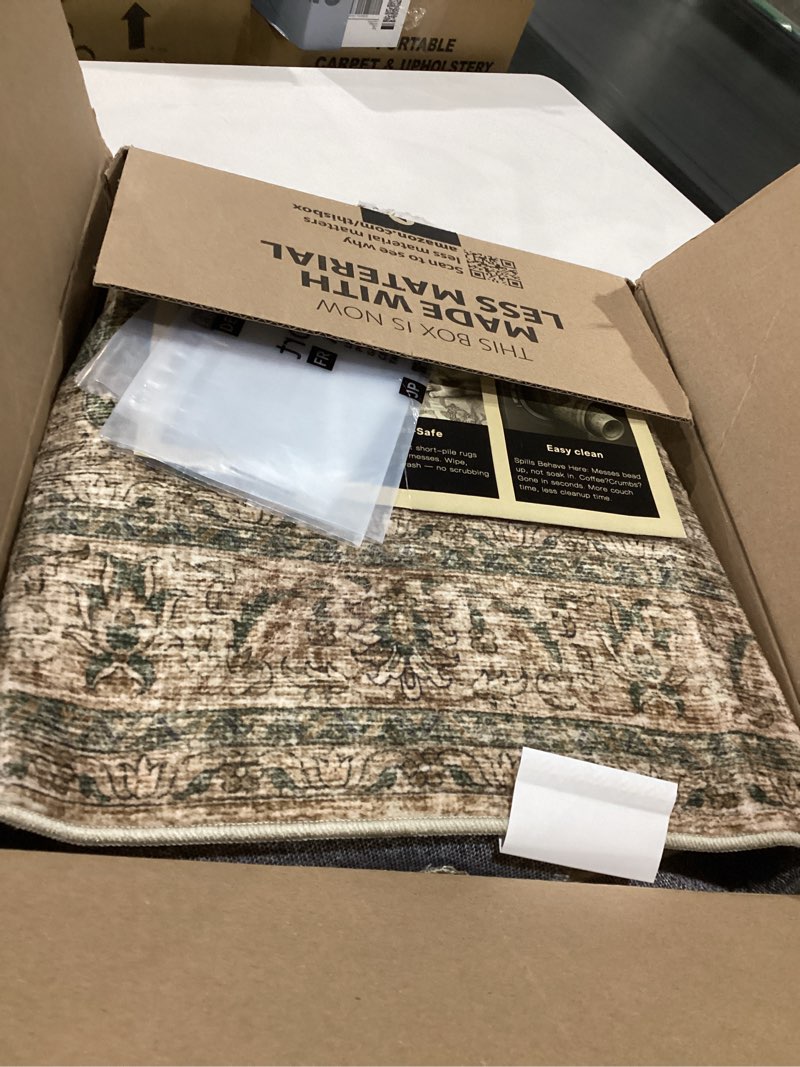 PORTABLE
CARPET & UPHOLSTERY
THIS BOX IS NOW
MADE WITH
LESS MATERIAL
Scan to see why
less material matters
amazon.com/thisbox
FR
JP
Safe
short-pile rugs
messes. Wipe,
— no scrubbing
Easy clean
Spills Behave Here: Messes bead
up, not soak in. Coffee?Crumbs?
Gone in seconds. More couch
time, less cleanup time.